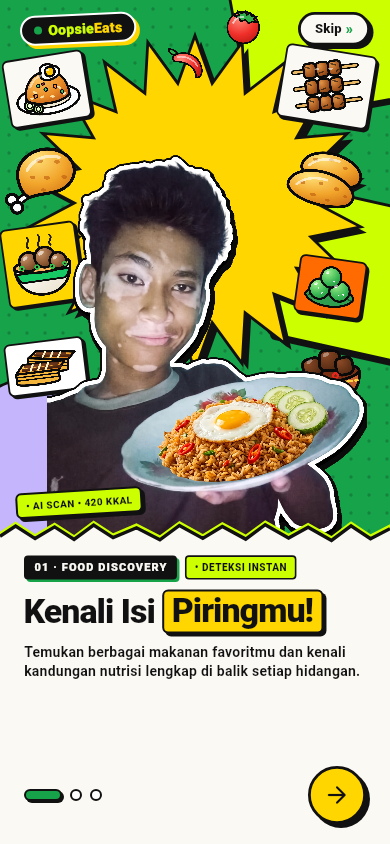 OopsieEats
Skip »
• AI SCAN • 420 KKAL
01 · FOOD DISCOVERY
• DETEKSI INSTAN
Kenali Isi Piringmu!
Temukan berbagai makanan favoritmu dan kenali
kandungan nutrisi lengkap di balik setiap hidangan.